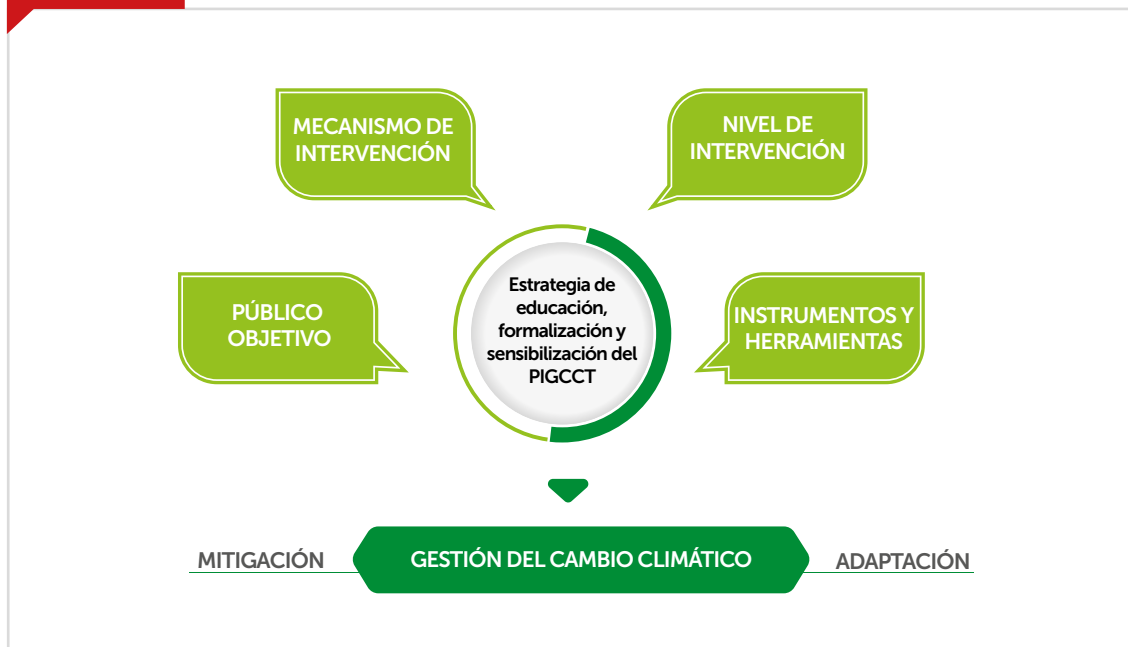 MECANISMO DE
INTERVENCIÓN
NIVEL DE
INTERVENCIÓN
PÚBLICO
OBJETIVO
Estrategia de
educación,
formalización y
sensibilización del
PIGCCT
INSTRUMENTOS Y
HERRAMIENTAS
MITIGACIÓN
GESTIÓN DEL CAMBIO CLIMÁTICO
ADAPTACIÓN